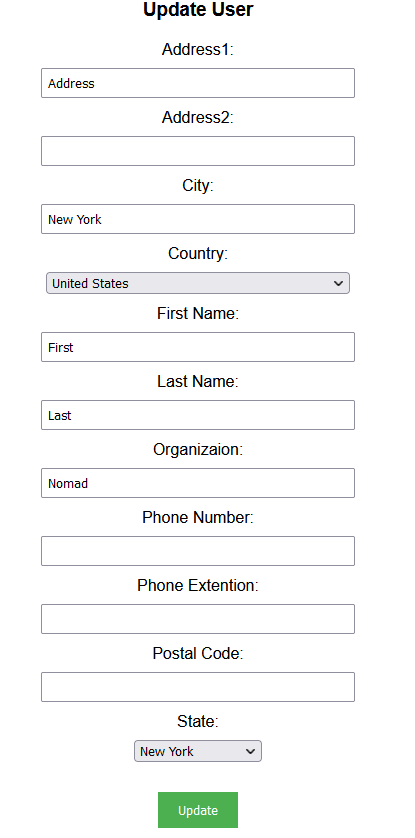 Update User
Address1:
Address
Address2:
City:
New York
Country:
United States
First Name:
First
Last Name:
Last
Organizaion:
Nomad
Phone Number:
Phone Extention:
Postal Code:
State:
New York
Update